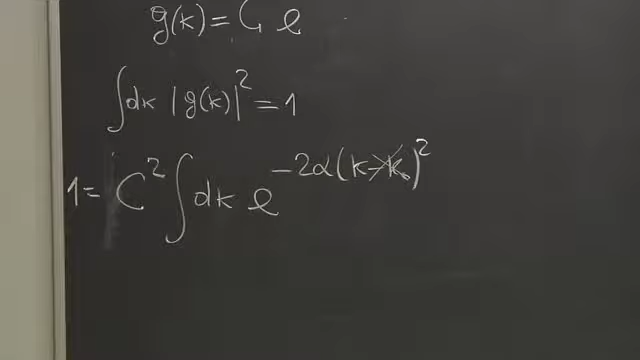 g(k) = C e
∫dk |g(k)|² = 1
1 = C² ∫ dk e^{-2α(k-k₀)²}